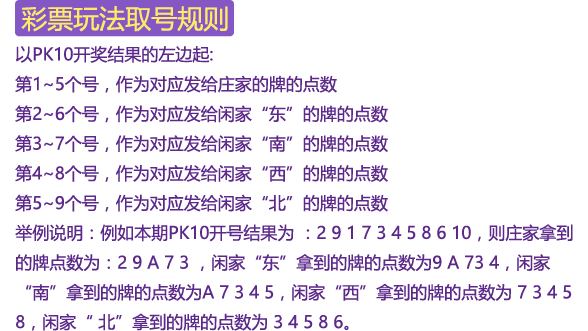 彩票玩法取号规则
以PK10开奖结果的左边起:
第1~5个号，作为对应发给庄家的牌的点数
第2~6个号，作为对应发给闲家“东”的牌的点数
第3~7个号，作为对应发给闲家“南”的牌的点数
第4~8个号，作为对应发给闲家“西”的牌的点数
第5~9个号，作为对应发给闲家“北”的牌的点数
举例说明：例如本期PK10开号结果为 ：2 9 1 7 3 4 5 8 6 10，则庄家拿到
的牌点数为：2 9 A 7 3 ，闲家“东”拿到的牌的点数为9 A 73 4，闲家
“南”拿到的牌的点数为A 7 3 4 5，闲家“西”拿到的牌的点数为 7 3 4 5
8，闲家“ 北”拿到的牌的点数为 3 4 5 8 6。